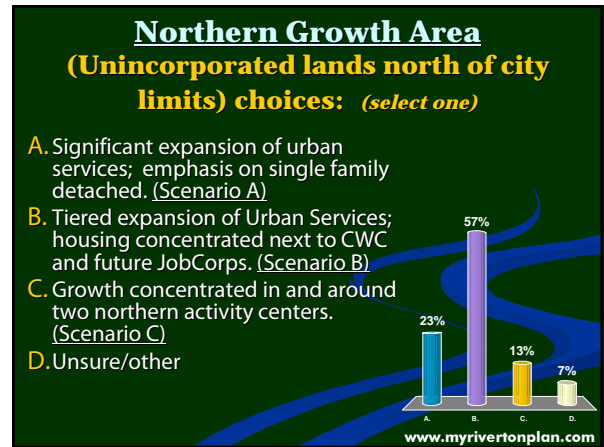 Northern Growth Area
(Unincorporated lands north of city
limits) choices: (select one)
A. Significant expansion of urban
services; emphasis on single family
detached. (Scenario A)
B. Tiered expansion of Urban Services;
housing concentrated next to CWC
and future JobCorps. (Scenario B)
C. Growth concentrated in and around
two northern activity centers.
(Scenario C)
D. Unsure/other
57%
23%
13%
7%
A. B. C. D.
www.myrivertonplan.com